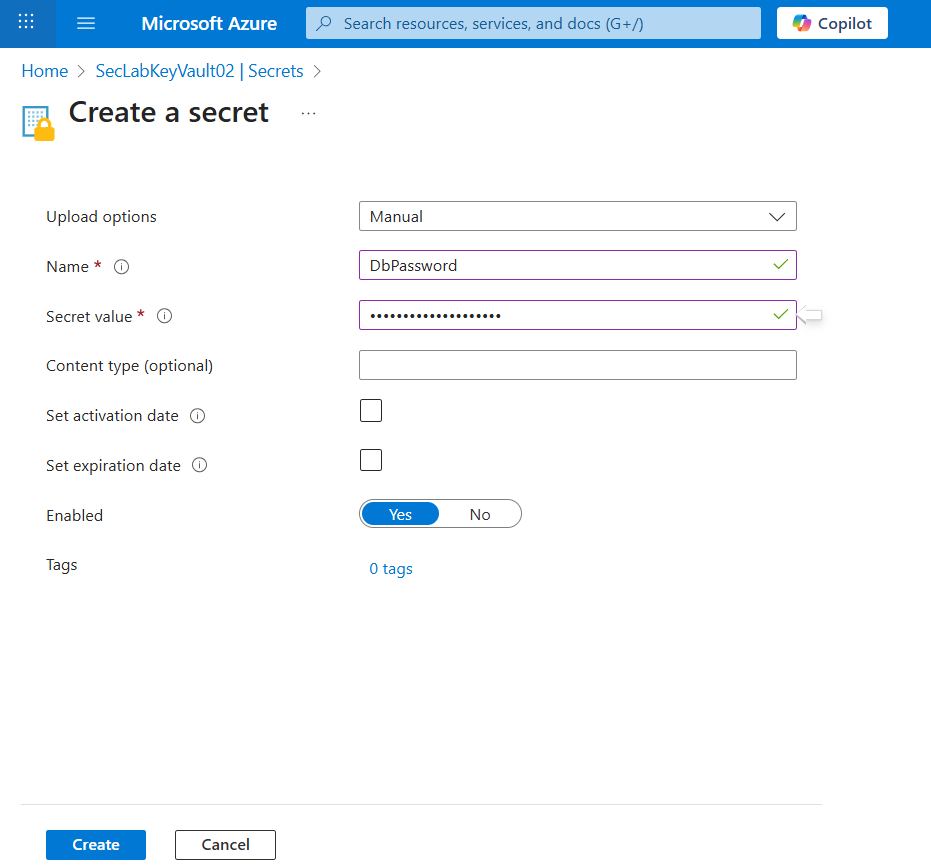 Microsoft Azure
Search resources, services, and docs (G+/)
Copilot
Home > SecLabKeyVault02 | Secrets >
Create a secret ...
Upload options Manual
Name * DbPassword
Secret value * ••••••••••••••••••••
Content type (optional)
Set activation date
Set expiration date
Enabled Yes No
Tags 0 tags
Create Cancel